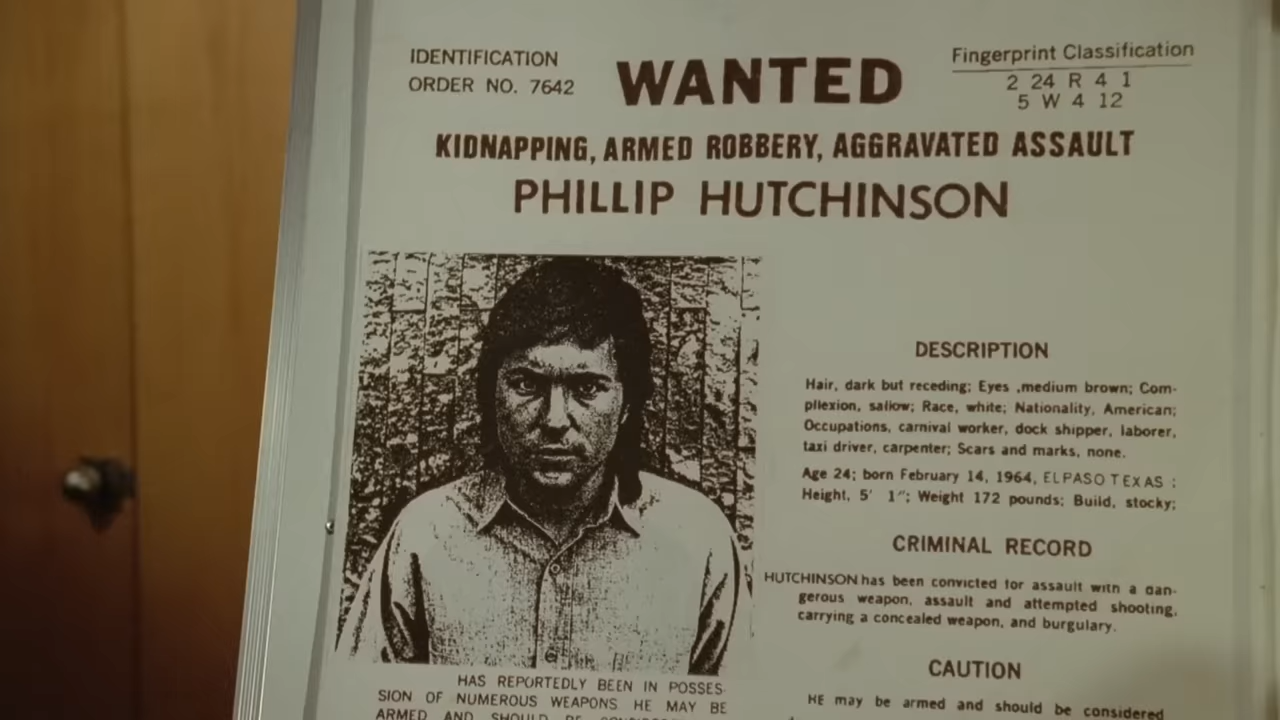 IDENTIFICATION
ORDER NO. 7642
WANTED
Fingerprint Classification
2 24 R 4 1
5 W 4 12
KIDNAPPING, ARMED ROBBERY, AGGRAVATED ASSAULT
PHILLIP HUTCHINSON
DESCRIPTION
Hair, dark but receding; Eyes ,medium brown; Com-
pllexion, sallow; Race, white; Nationality, American;
Occupations, carnival worker, dock shipper, laborer,
taxi driver, carpenter; Scars and marks, none.
Age 24; born February 14, 1964, ELPASO TEXAS :
Height, 5' 1"; Weight 172 pounds; Build, stocky;
CRIMINAL RECORD
HUTCHINSON has been convicted for assault with a dan-
gerous weapon, assault and attempted shooting,
carrying a concealed weapon, and burgulary.
CAUTION
HE may be armed and should be considered
HAS REPORTEDLY BEEN IN POSSES-
SION OF NUMEROUS WEAPONS HE MAY BE
ARMED AND SHOULD BE